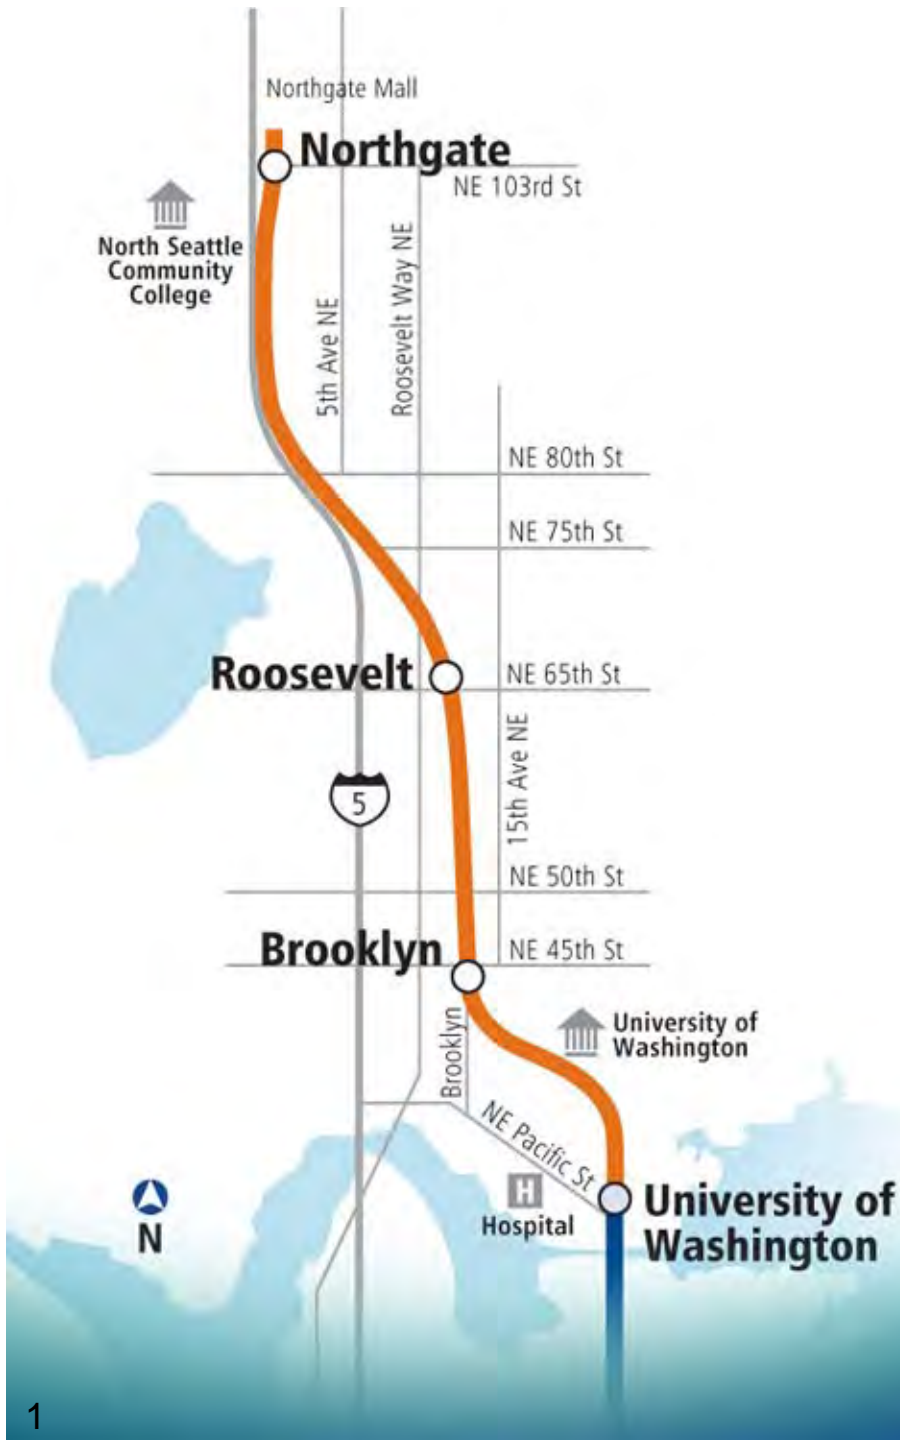 Northgate Mall
Northgate
NE 103rd St
North Seattle
Community
College
5th Ave NE
Roosevelt Way NE
NE 80th St
NE 75th St
Roosevelt
NE 65th St
15th Ave NE
5
NE 50th St
Brooklyn
NE 45th St
University of
Washington
Brooklyn
NE Pacific St
H
Hospital
University of
Washington
N
1